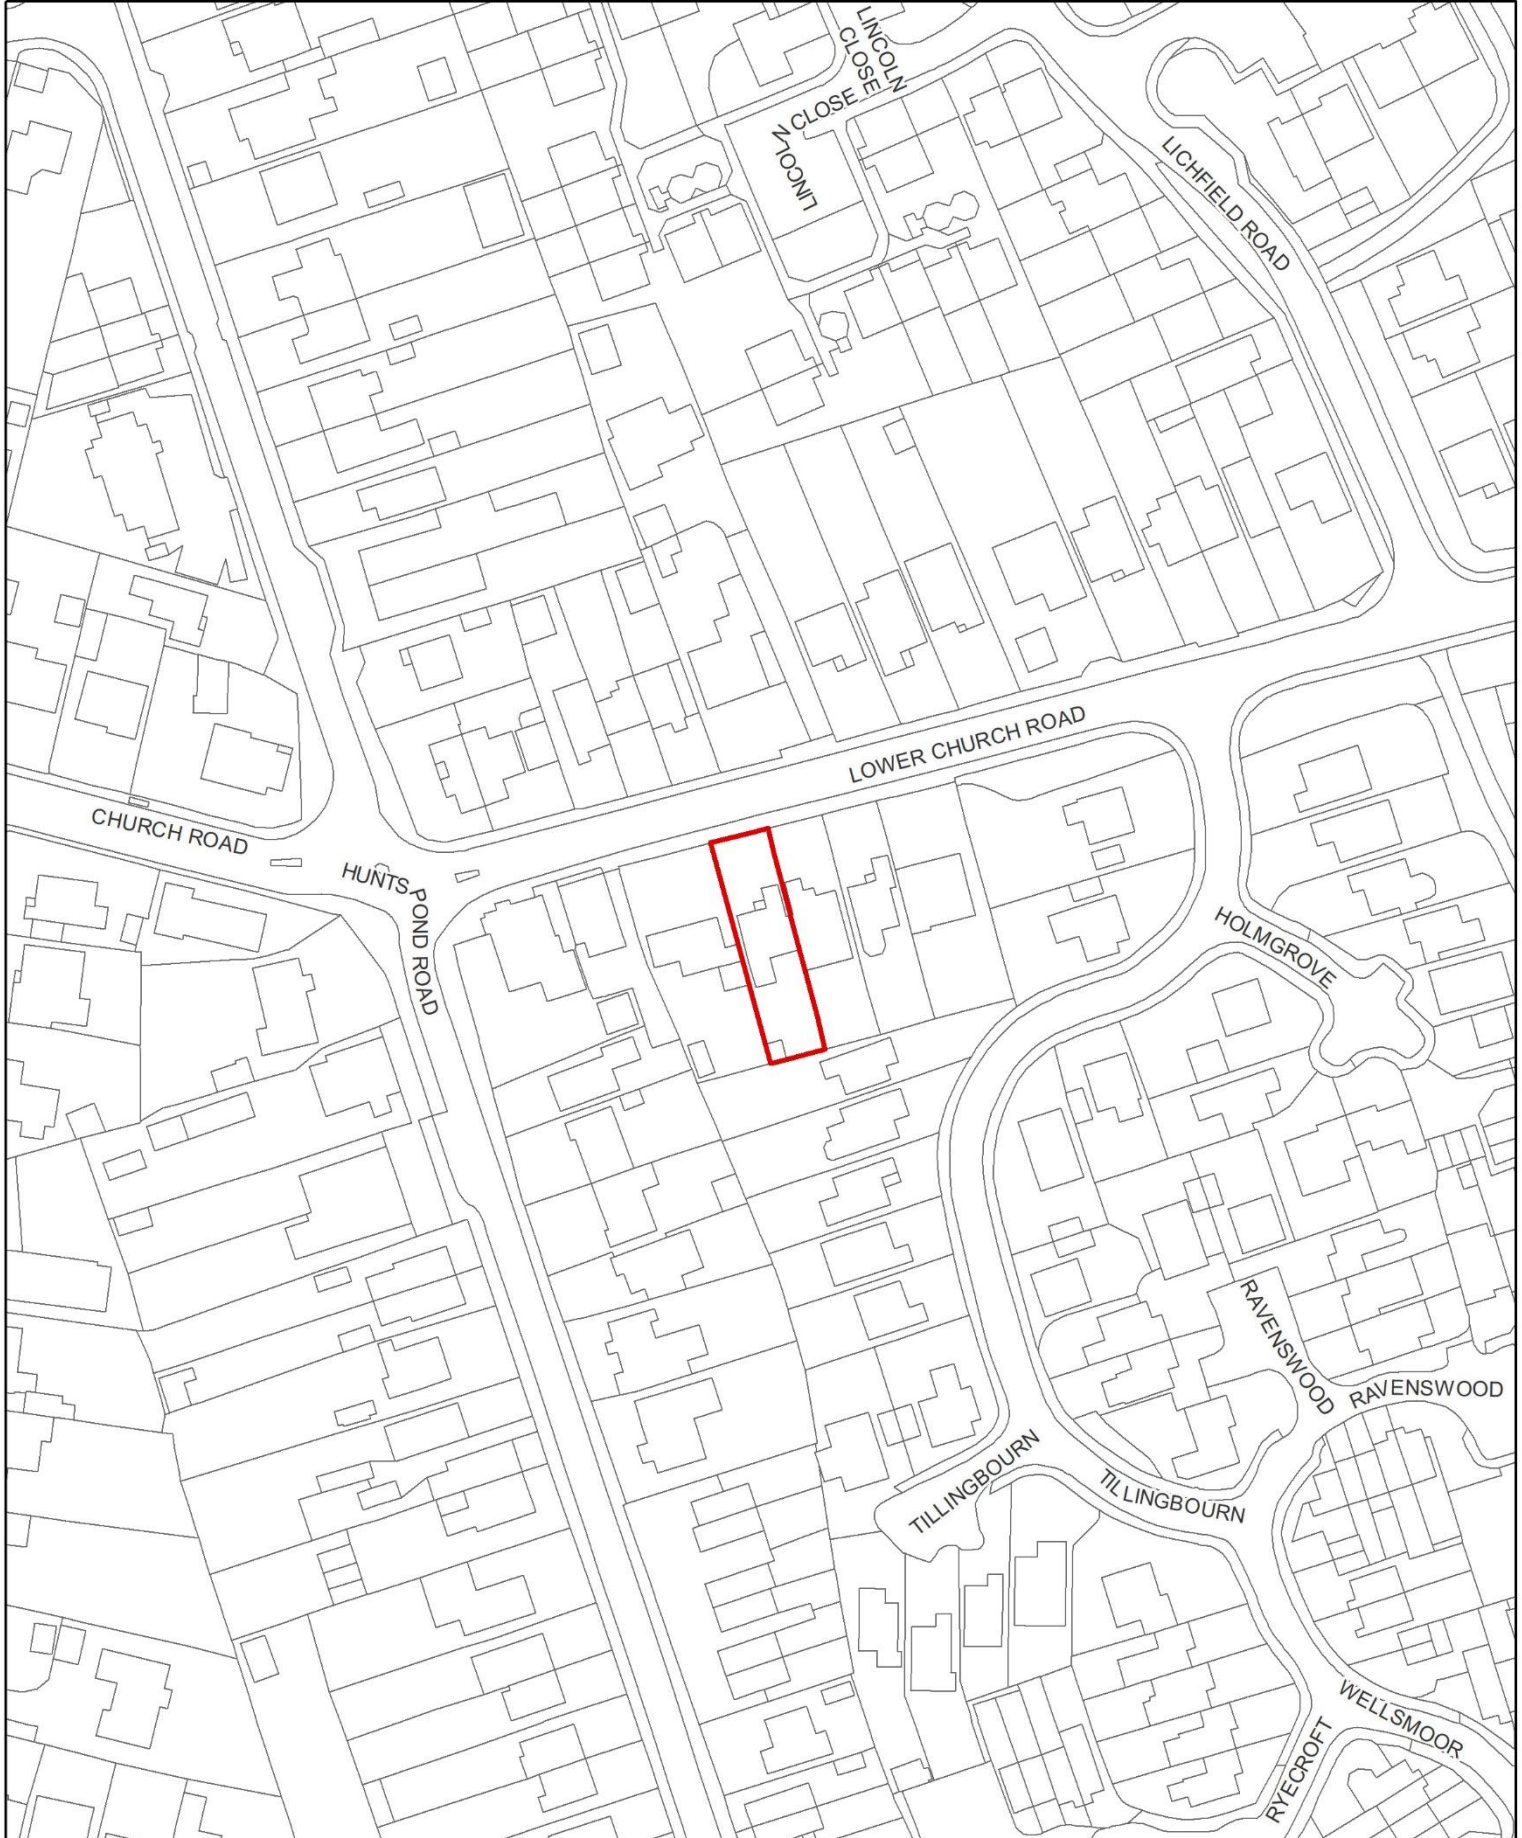 LINCOLN
CLOSE
LINCOLN CLOSE
LICHFIELD ROAD
LOWER CHURCH ROAD
CHURCH ROAD
HUNTS POND ROAD
HOLMGROVE
RAVENSWOOD
RAVENSWOOD
TILLINGBOURN
TILLINGBOURN
WELLSMOOR
RYECROFT